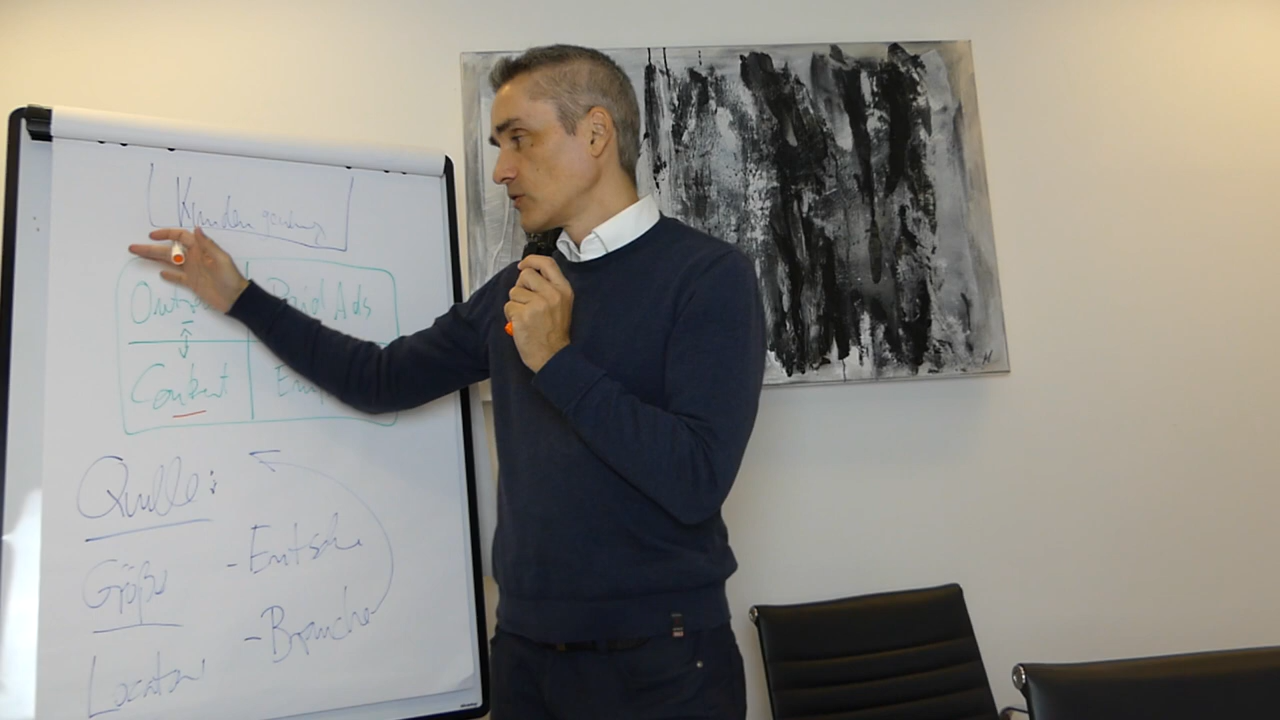 Kundengewinnung
Paid Ads
Content
Quelle:
Größe
- Entsch
- Branche
Location